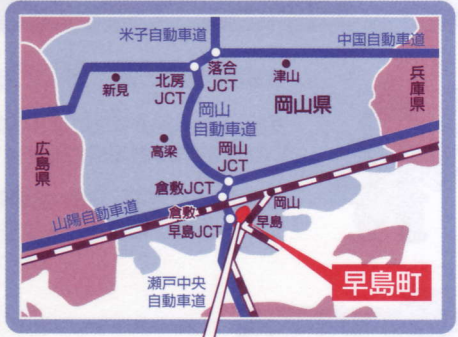 米子自動車道
中国自動車道
落合
JCT
北房
JCT
新見
津山
兵庫県
岡山県
岡山
自動車道
高梁
岡山
JCT
広島県
倉敷JCT
山陽自動車道
倉敷
岡山
早島
早島JCT
瀬戸中央
自動車道
早島町